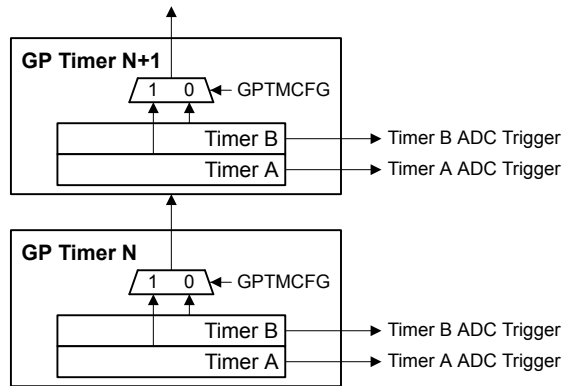 GP Timer N+1
1 0 GPTMCFG
Timer B Timer B ADC Trigger
Timer A Timer A ADC Trigger
GP Timer N
1 0 GPTMCFG
Timer B Timer B ADC Trigger
Timer A Timer A ADC Trigger